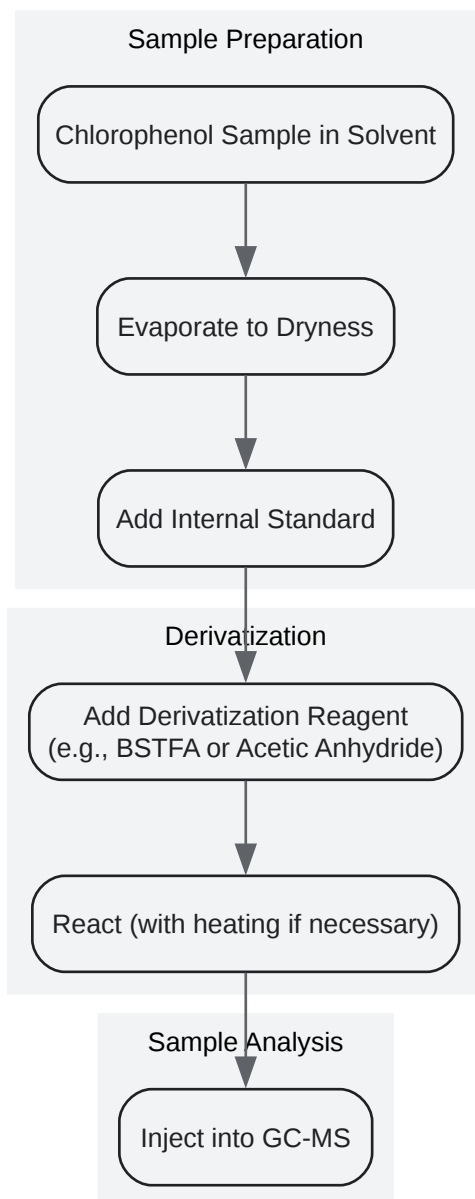 Sample Preparation
Chlorophenol Sample in Solvent
Evaporate to Dryness
Add Internal Standard
Derivatization
Add Derivatization Reagent
(e.g., BSTFA or Acetic Anhydride)
React (with heating if necessary)
Sample Analysis
Inject into GC-MS